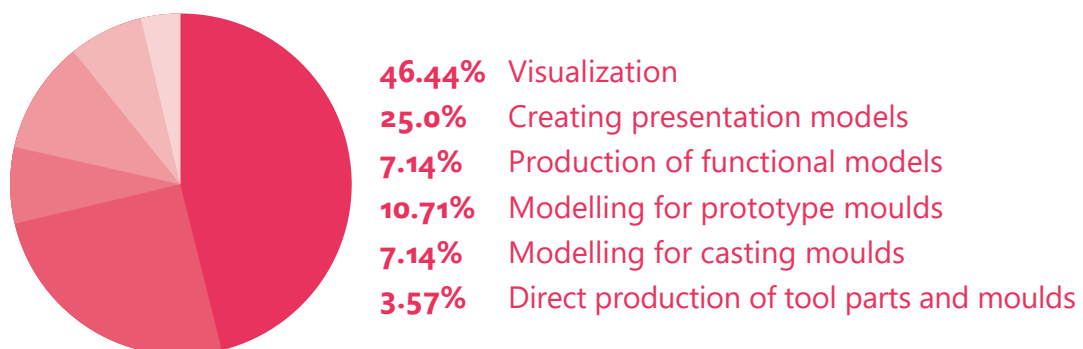 46.44% Visualization
25.0% Creating presentation models
7.14% Production of functional models
10.71% Modelling for prototype moulds
7.14% Modelling for casting moulds
3.57% Direct production of tool parts and moulds